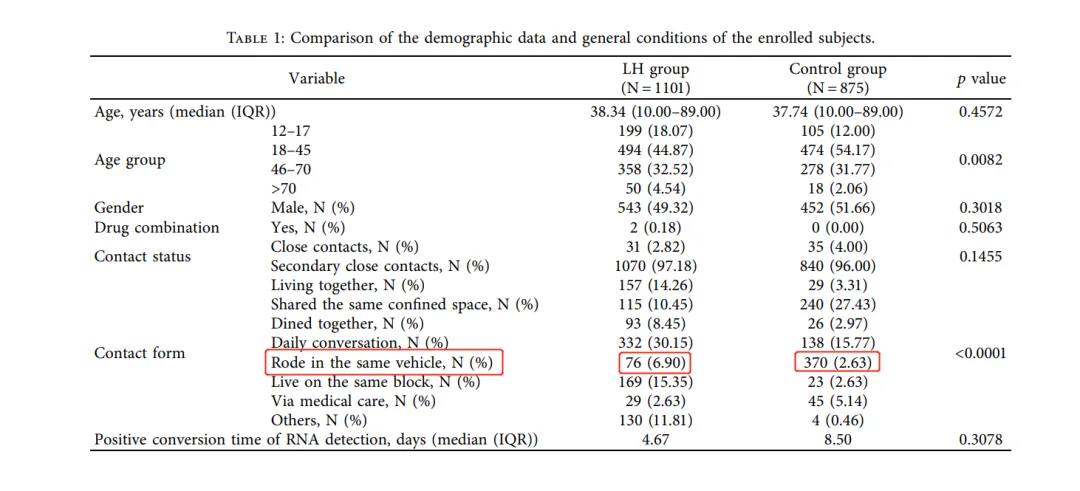 TABLE 1: Comparison of the demographic data and general conditions of the enrolled subjects.
Variable LH group (N = 1101) Control group (N = 875) p value
Age, years (median (IQR)) 38.34 (10.00–89.00) 37.74 (10.00–89.00) 0.4572
Age group 0.0082
12–17 199 (18.07) 105 (12.00)
18–45 494 (44.87) 474 (54.17)
46–70 358 (32.52) 278 (31.77)
>70 50 (4.54) 18 (2.06)
Gender Male, N (%) 543 (49.32) 452 (51.66) 0.3018
Drug combination Yes, N (%) 2 (0.18) 0 (0.00) 0.5063
Contact status 0.1455
Close contacts, N (%) 31 (2.82) 35 (4.00)
Secondary close contacts, N (%) 1070 (97.18) 840 (96.00)
Contact form <0.0001
Living together, N (%) 157 (14.26) 29 (3.31)
Shared the same confined space, N (%) 115 (10.45) 240 (27.43)
Dined together, N (%) 93 (8.45) 26 (2.97)
Daily conversation, N (%) 332 (30.15) 138 (15.77)
Rode in the same vehicle, N (%) 76 (6.90) 370 (2.63)
Live on the same block, N (%) 169 (15.35) 23 (2.63)
Via medical care, N (%) 29 (2.63) 45 (5.14)
Others, N (%) 130 (11.81) 4 (0.46)
Positive conversion time of RNA detection, days (median (IQR)) 4.67 8.50 0.3078